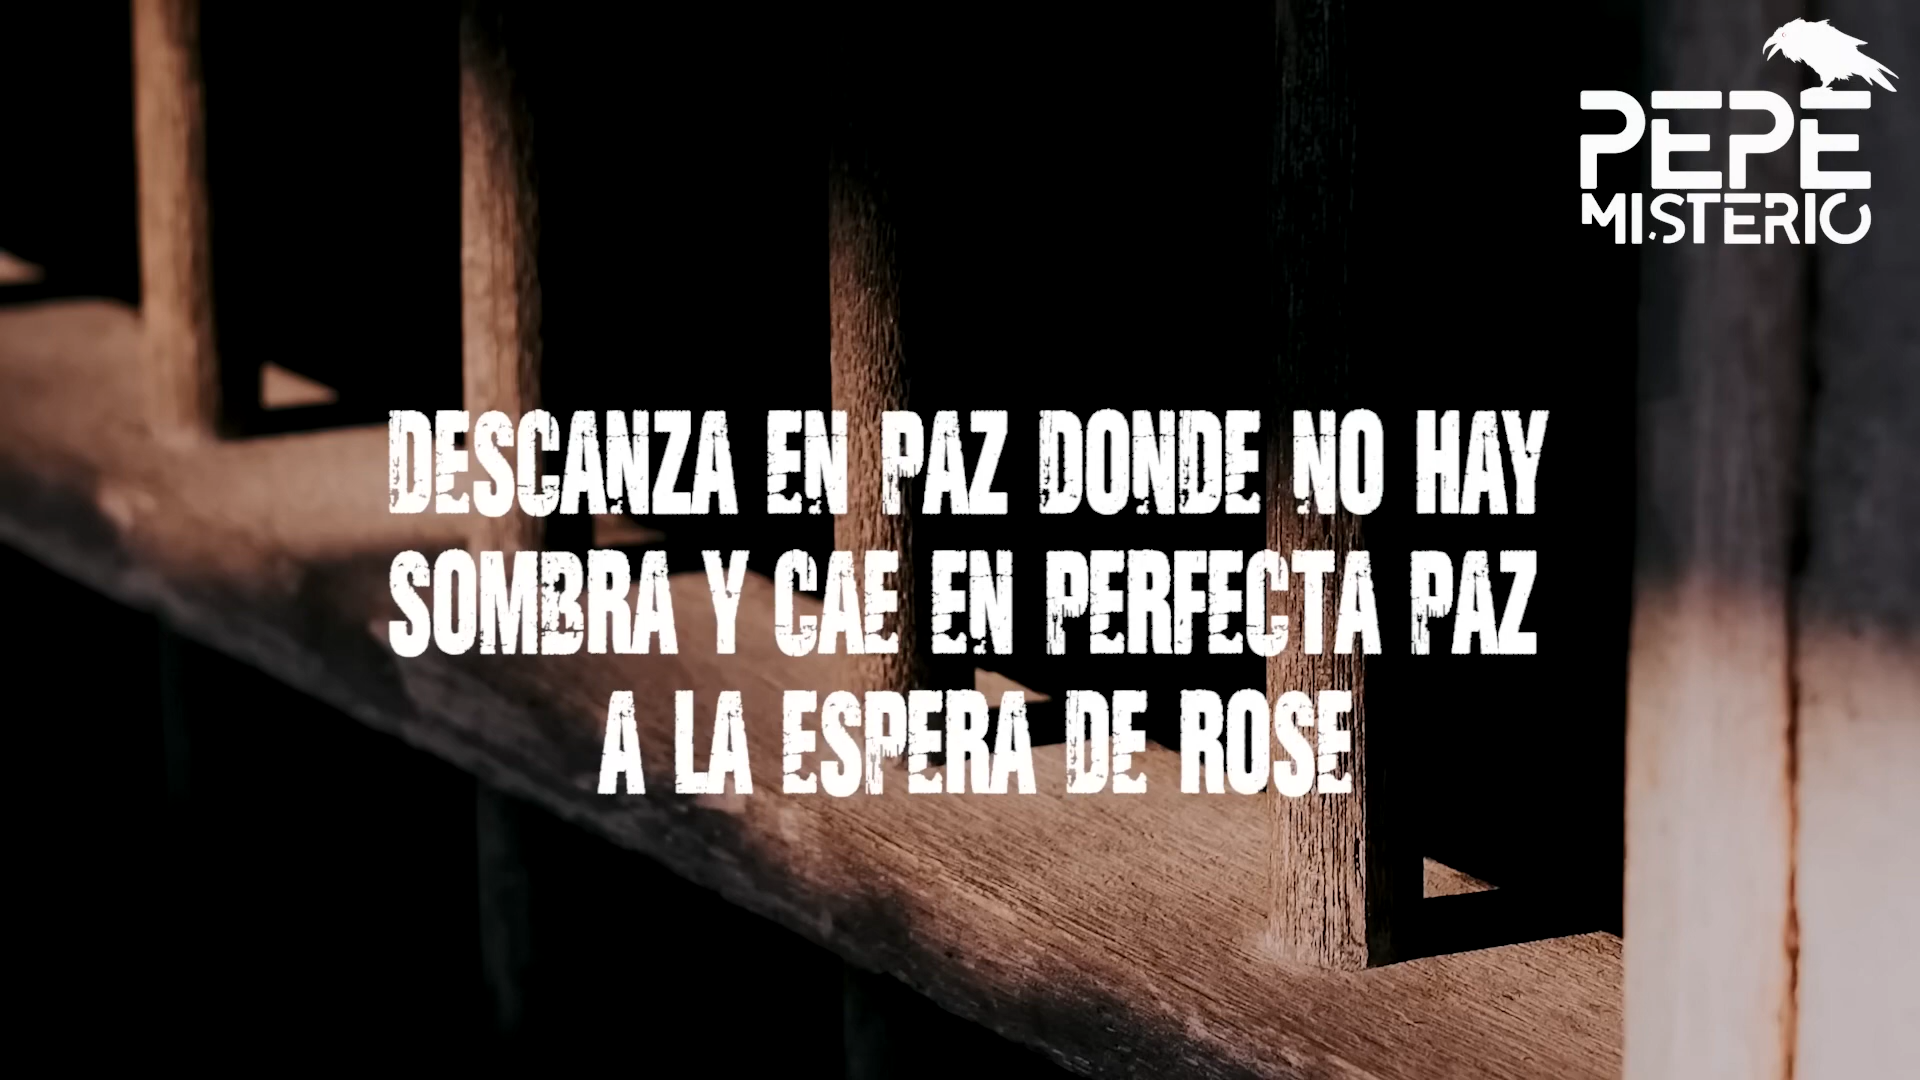 PEPE
MISTERIO
DESCANZA EN PAZ DONDE NO HAY
SOMBRA Y CAE EN PERFECTA PAZ
A LA ESPERA DE ROSE